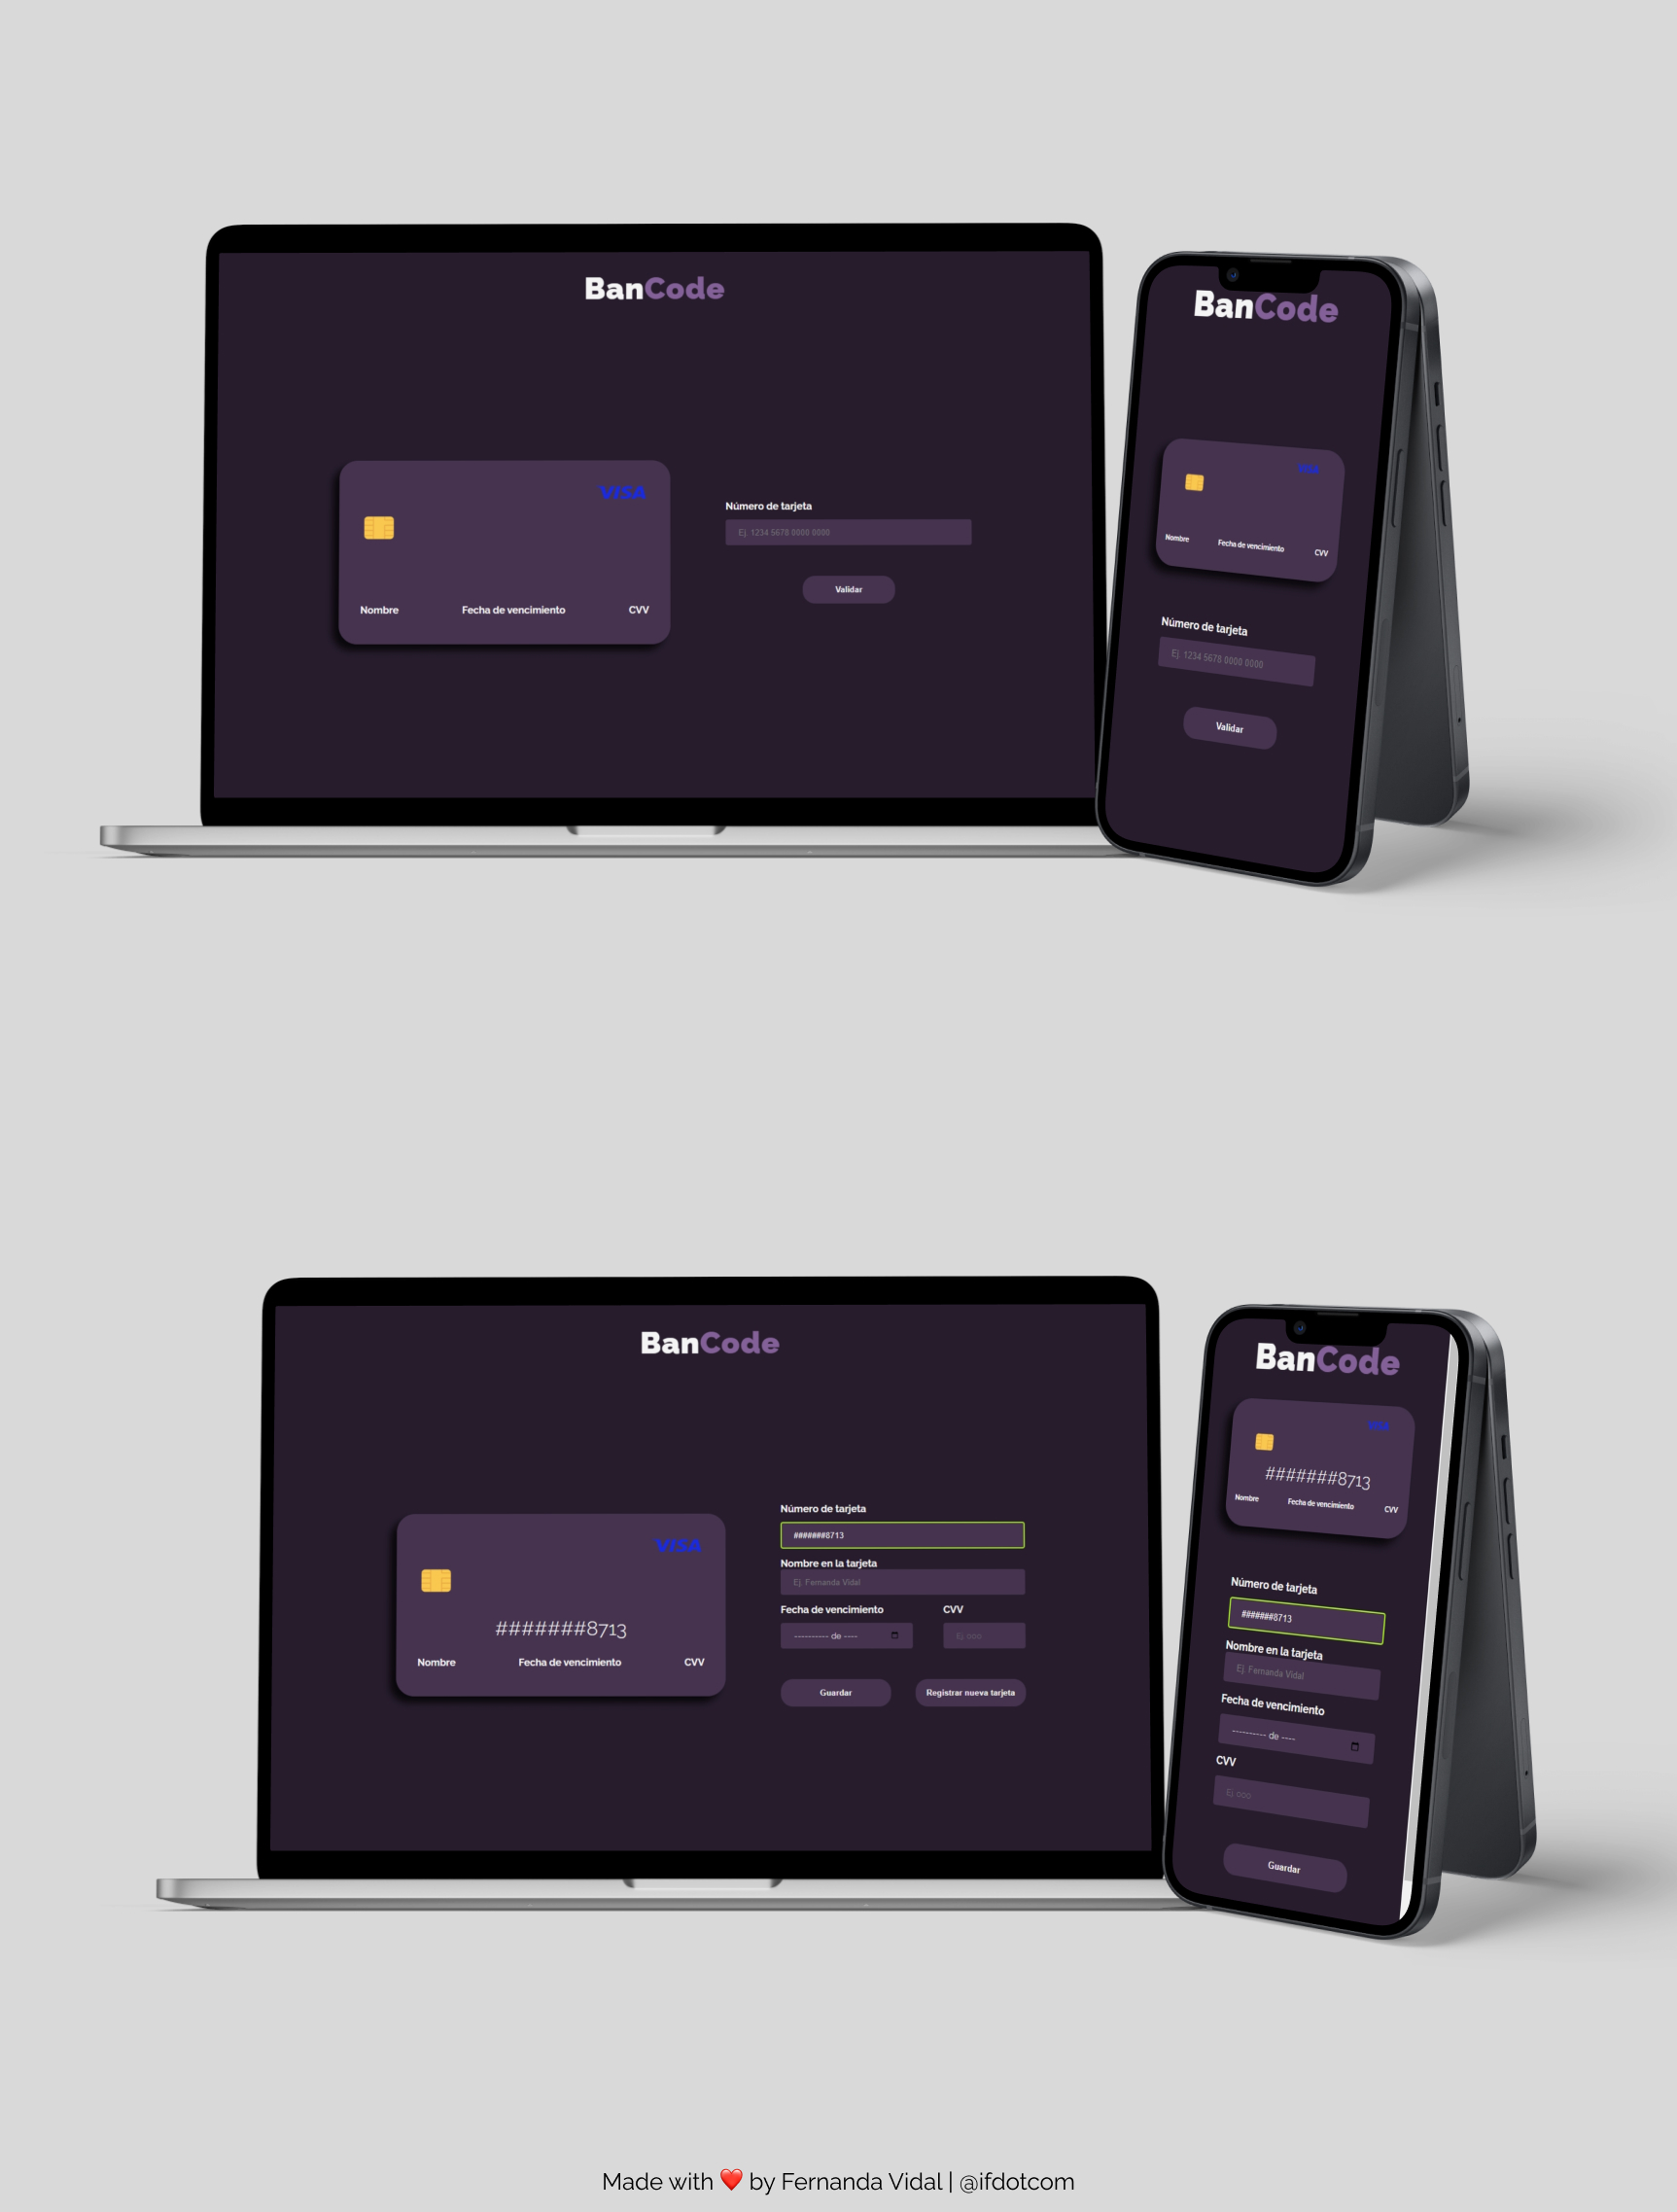 BanCode
VISA
Nombre Fecha de vencimiento CVV
Número de tarjeta
Ej. 1234 5678 0000 0000
Validar
BanCode
VISA
Nombre Fecha de vencimiento CVV
Número de tarjeta
Ej. 1234 5678 0000 0000
Validar
BanCode
VISA
#######8713
Nombre Fecha de vencimiento CVV
Número de tarjeta
#######8713
Nombre en la tarjeta
Ej. Fernanda Vidal
Fecha de vencimiento CVV
---------- de ---- Ej. 000
Guardar Registrar nueva tarjeta
BanCode
VISA
#######8713
Nombre Fecha de vencimiento CVV
Número de tarjeta
#######8713
Nombre en la tarjeta
Ej. Fernanda Vidal
Fecha de vencimiento
---------- de ----
CVV
Ej. 000
Guardar
Made with ❤️ by Fernanda Vidal | @ifdotcom